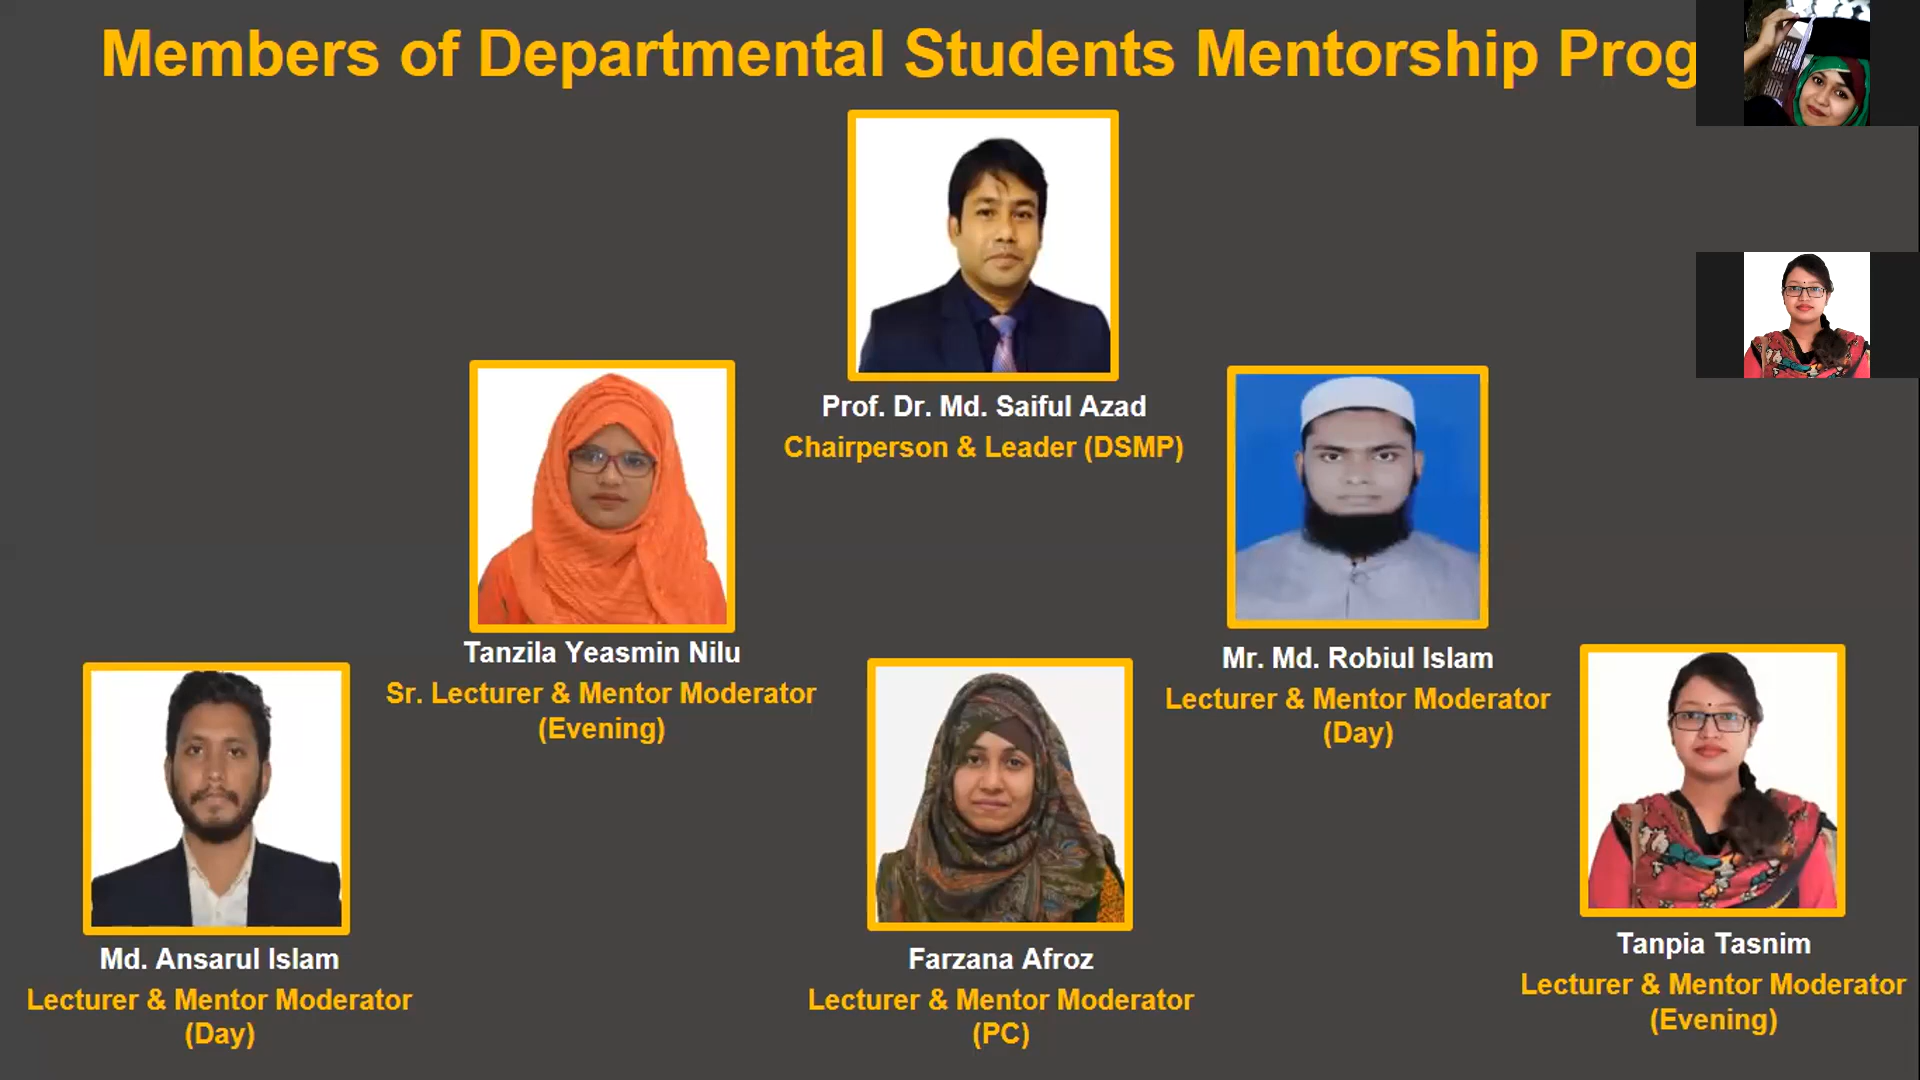 Members of Departmental Students Mentorship Prog
Prof. Dr. Md. Saiful Azad
Chairperson & Leader (DSMP)
Tanzila Yeasmin Nilu
Sr. Lecturer & Mentor Moderator
(Evening)
Mr. Md. Robiul Islam
Lecturer & Mentor Moderator
(Day)
Md. Ansarul Islam
Lecturer & Mentor Moderator
(Day)
Farzana Afroz
Lecturer & Mentor Moderator
(PC)
Tanpia Tasnim
Lecturer & Mentor Moderator
(Evening)